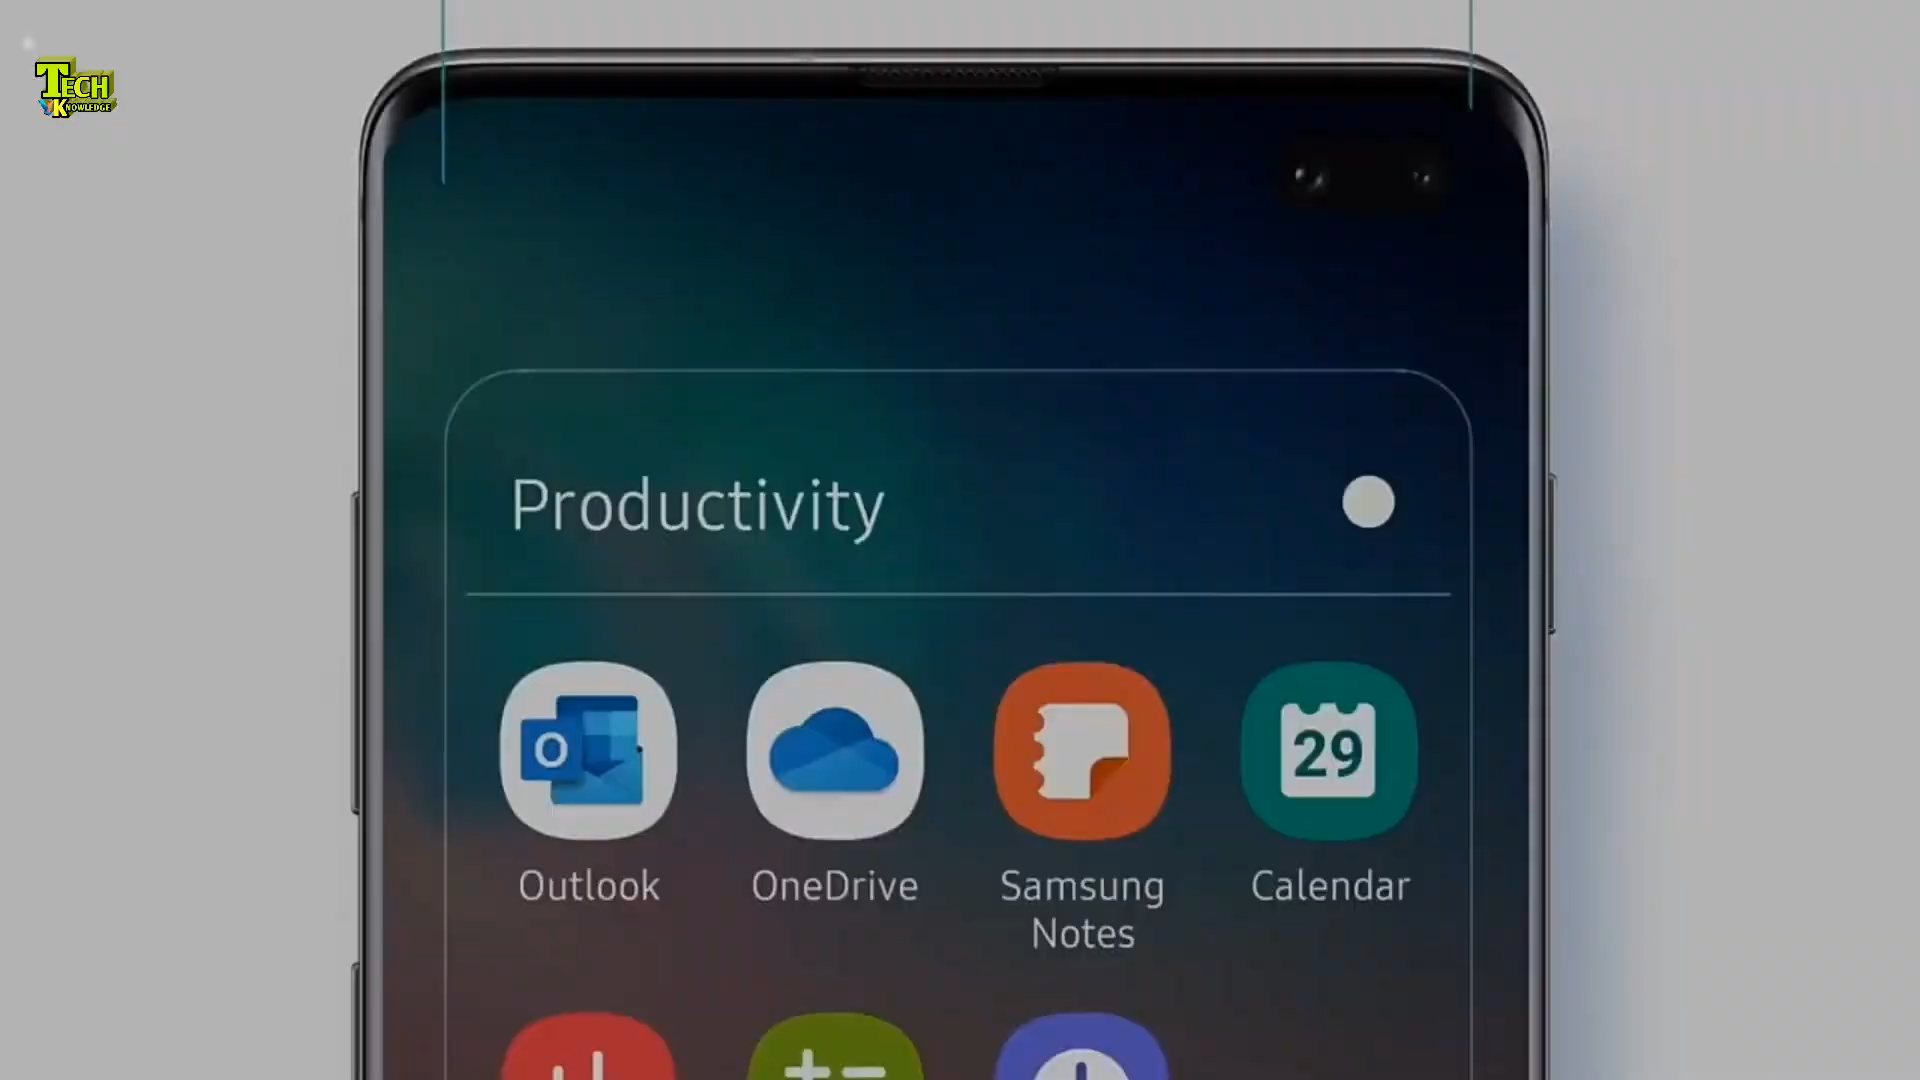 TECH
KNOWLEDGE
Productivity
29
Outlook
OneDrive
Samsung
Notes
Calendar